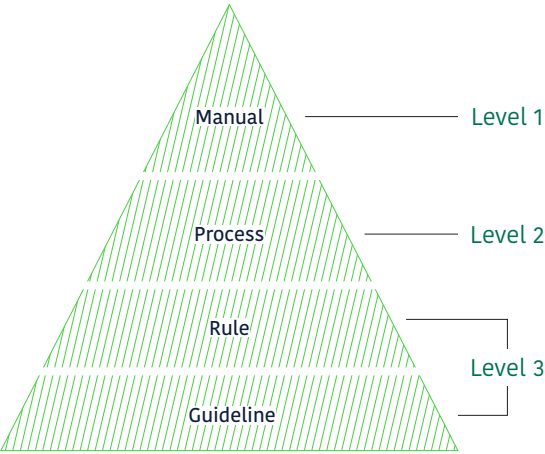 Manual
Level 1
Process
Level 2
Rule
Level 3
Guideline